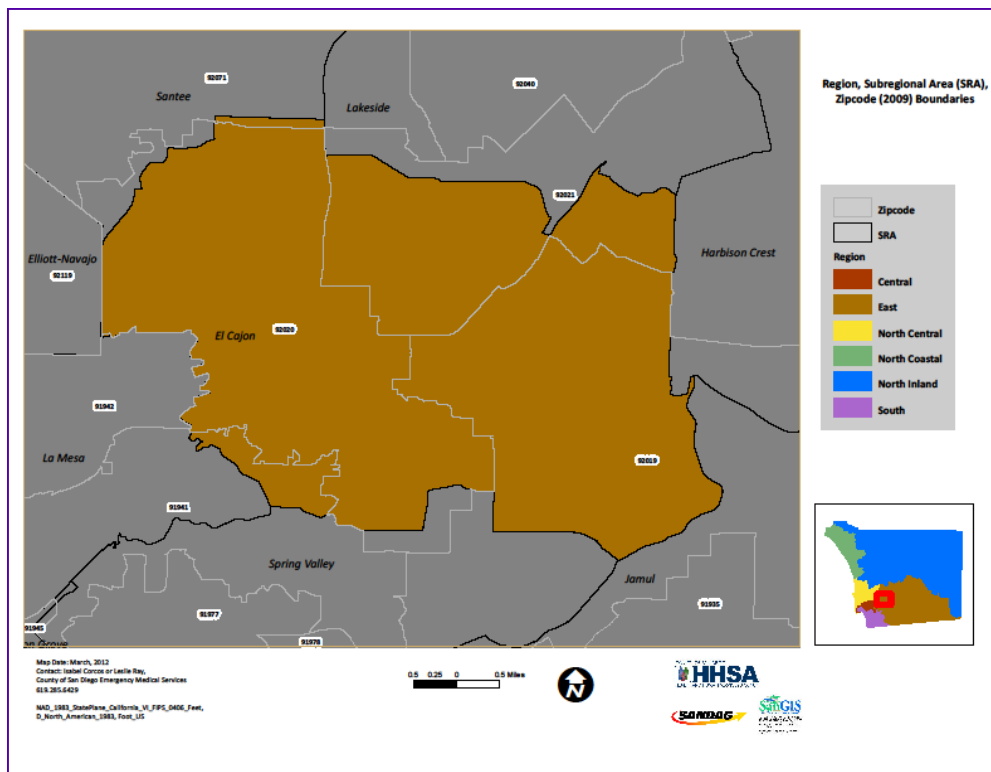 Region, Subregional Area (SRA),
Zipcode (2009) Boundaries
92071
Santee
92040
Lakeside
92021
Harbison Crest
Elliott-Navajo
92119
El Cajon
92020
91942
La Mesa
92019
91941
Spring Valley
Jamul
91977
91935
91945
91978
Zipcode
SRA
Region
Central
East
North Central
North Coastal
North Inland
South
Map Date: March, 2012
Contact: Isabel Corcos or Leslie Ray,
County of San Diego Emergency Medical Services
619.285.6429
NAD_1983_StatePlane_California_VI_FIPS_0406_Feet,
D_North_American_1983, Foot_US
0.5 0.25 0 0.5 Miles
N
HHSA
SANDAG
SanGIS